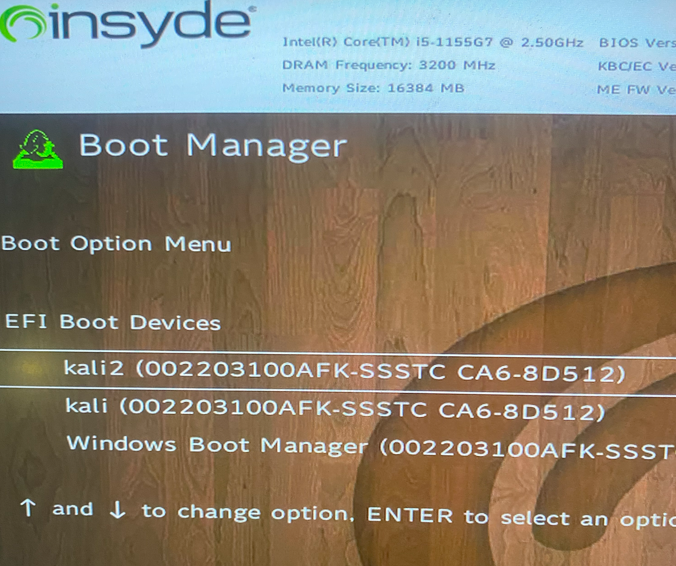 insyde®
Intel(R) Core(TM) i5-1155G7 @ 2.50GHz BIOS Vers
DRAM Frequency: 3200 MHz KBC/EC Ve
Memory Size: 16384 MB ME FW Ve
Boot Manager
Boot Option Menu
EFI Boot Devices
kali2 (002203100AFK-SSSTC CA6-8D512)
kali (002203100AFK-SSSTC CA6-8D512)
Windows Boot Manager (002203100AFK-SSST
↑ and ↓ to change option, ENTER to select an optio